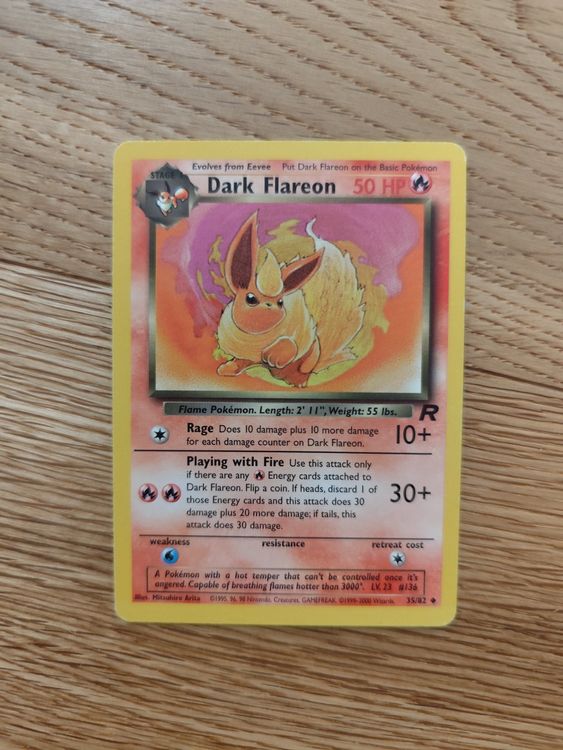 Evolves from Eevee Put Dark Flareon on the Basic Pokémon
STAGE
Dark Flareon 50 HP
Flame Pokémon. Length: 2' 11", Weight: 55 lbs.
R
Rage Does 10 damage plus 10 more damage
for each damage counter on Dark Flareon.
10+
Playing with Fire Use this attack only
if there are any Energy cards attached to
Dark Flareon. Flip a coin. If heads, discard 1 of
those Energy cards and this attack does 30
damage plus 20 more damage; if tails, this
attack does 30 damage.
30+
weakness resistance retreat cost
A Pokémon with a hot temper that can't be controlled once it's
angered. Capable of breathing flames hotter than 3000°. LV. 23 #136
Illus. Mitsuhiro Arita ©1995, 96, 98 Nintendo, Creatures, GAMEFREAK. ©1999-2000 Wizards. 35/82